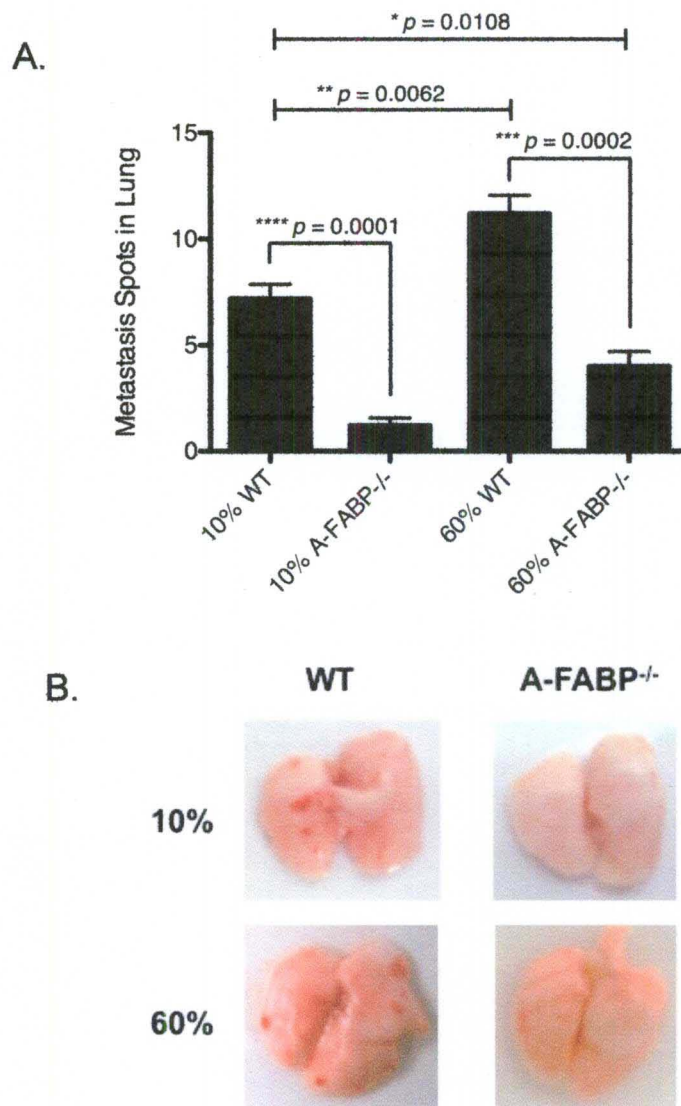 A.
* p = 0.0108
** p = 0.0062
*** p = 0.0002
**** p = 0.0001
Metastasis Spots in Lung
15
10
5
0
10% WT
10% A-FABP-/-
60% WT
60% A-FABP-/-
B.
WT
A-FABP-/-
10%
60%